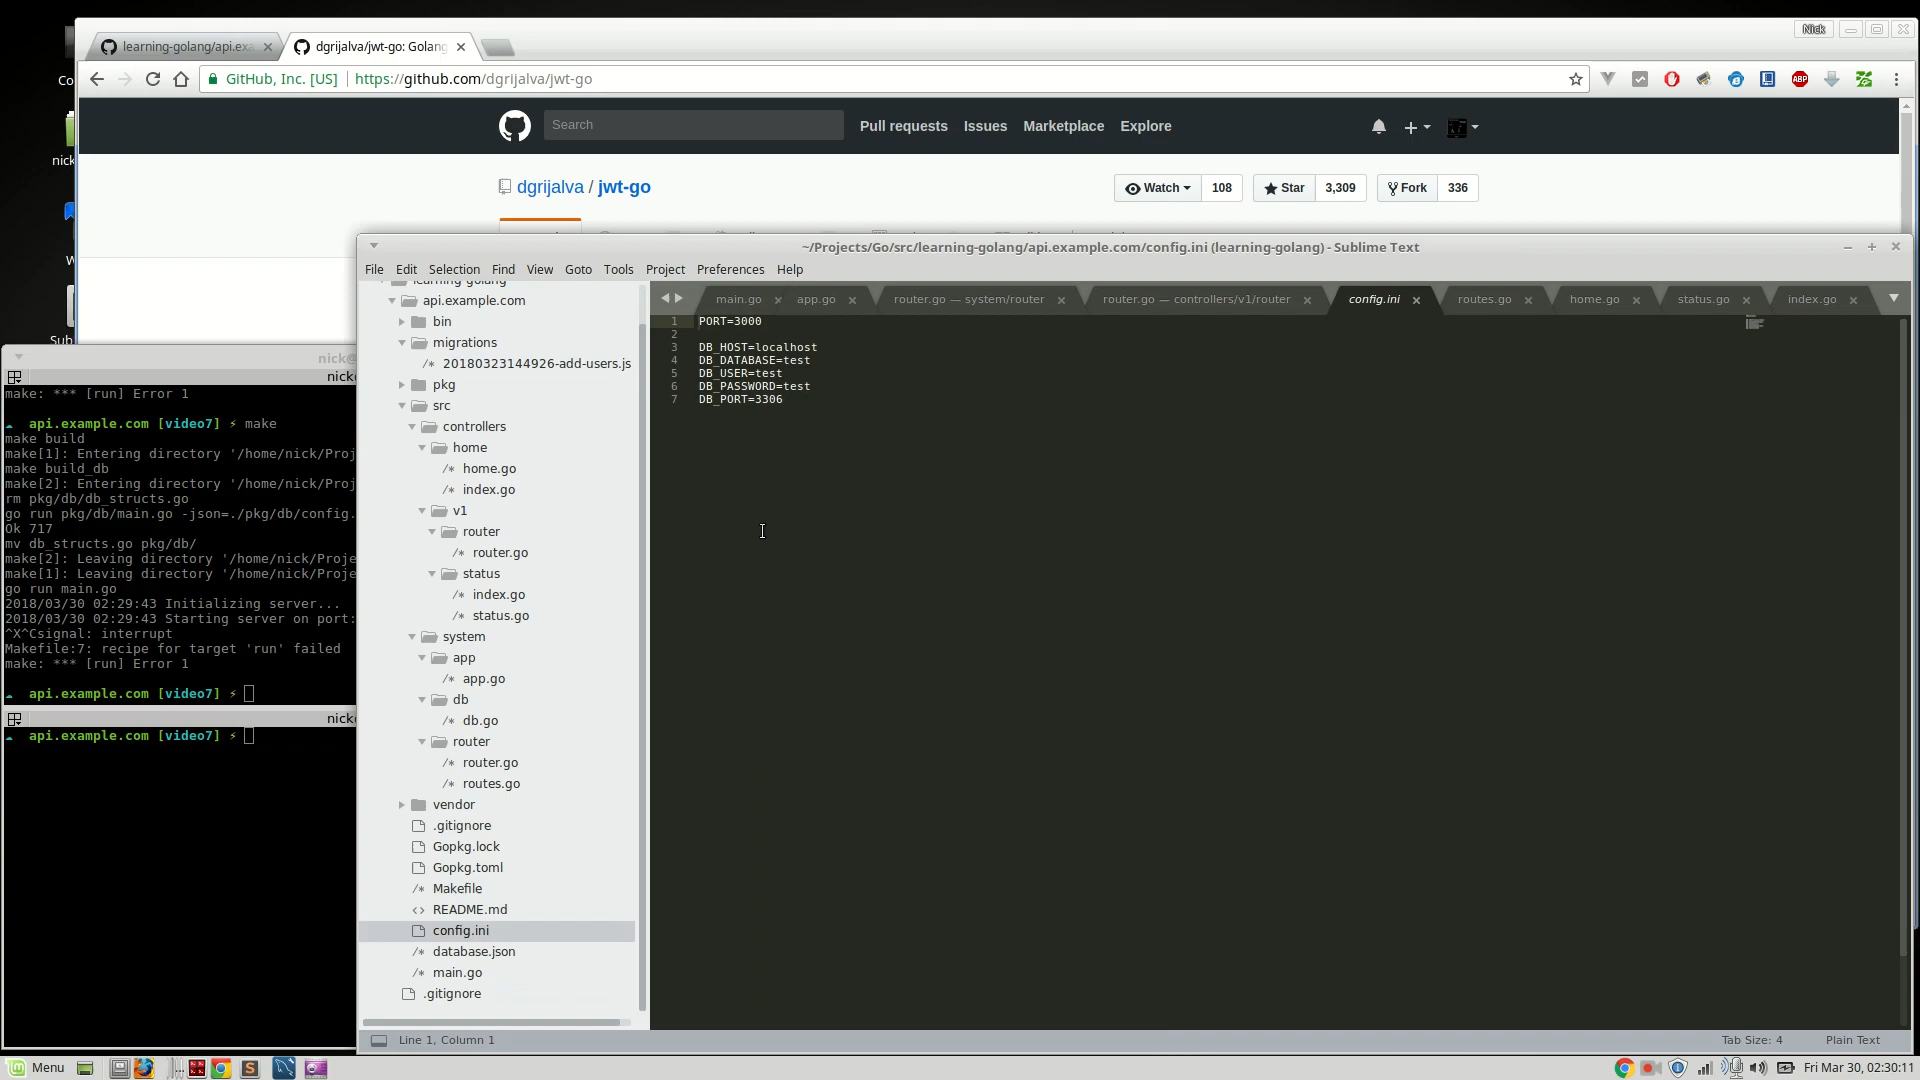 Nick
learning-golang/api.exa
dgrijalva/jwt-go: Golang
GitHub, Inc. [US]
https://github.com/dgrijalva/jwt-go
ABP
Search
Pull requests
Issues
Marketplace
Explore
dgrijalva / jwt-go
Watch
108
Star
3,309
Fork
336
Co
nick
W
Sub
~/Projects/Go/src/learning-golang/api.example.com/config.ini (learning-golang) - Sublime Text
File Edit Selection Find View Goto Tools Project Preferences Help
learning-golang
api.example.com
bin
migrations
/* 20180323144926-add-users.js
pkg
src
controllers
home
/* home.go
/* index.go
v1
router
/* router.go
status
/* index.go
/* status.go
system
app
/* app.go
db
/* db.go
router
/* router.go
/* routes.go
vendor
.gitignore
Gopkg.lock
Gopkg.toml
/* Makefile
<> README.md
config.ini
/* database.json
/* main.go
.gitignore
main.go
app.go
router.go — system/router
router.go — controllers/v1/router
config.ini
routes.go
home.go
status.go
index.go
1 PORT=3000
2
3 DB_HOST=localhost
4 DB_DATABASE=test
5 DB_USER=test
6 DB_PASSWORD=test
7 DB_PORT=3306
Line 1, Column 1
Tab Size: 4
Plain Text
nick@
nick
make: *** [run] Error 1
api.example.com [video7] ⚡ make
make build
make[1]: Entering directory '/home/nick/Proj
make build_db
make[2]: Entering directory '/home/nick/Proj
rm pkg/db/db_structs.go
go run pkg/db/main.go -json=./pkg/db/config.
Ok 717
mv db_structs.go pkg/db/
make[2]: Leaving directory '/home/nick/Proje
make[1]: Leaving directory '/home/nick/Proje
go run main.go
2018/03/30 02:29:43 Initializing server...
2018/03/30 02:29:43 Starting server on port:
^X^Csignal: interrupt
Makefile:7: recipe for target 'run' failed
make: *** [run] Error 1
api.example.com [video7] ⚡
nick
api.example.com [video7] ⚡
Menu
Fri Mar 30, 02:30:11